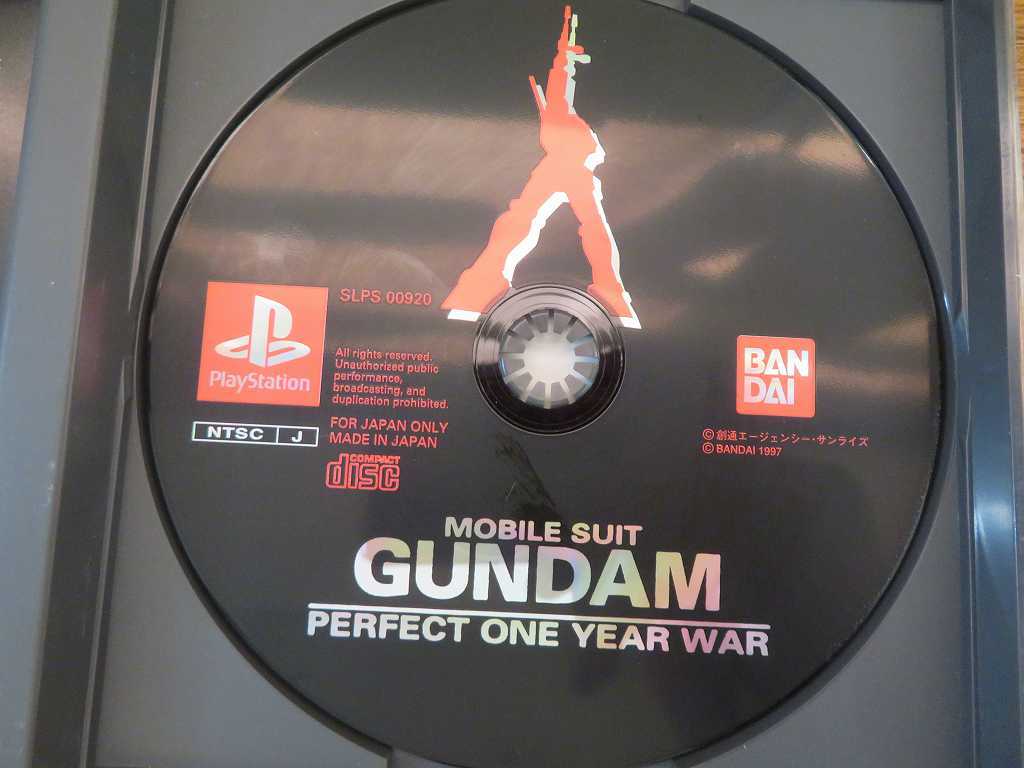 SLPS 00920
PlayStation
All rights reserved.
Unauthorized public
performance,
broadcasting, and
duplication prohibited.
FOR JAPAN ONLY
MADE IN JAPAN
NTSC J
COMPACT
disc
BAN
DAI
©創通エージェンシー・サンライズ
© BANDAI 1997
MOBILE SUIT
GUNDAM
PERFECT ONE YEAR WAR